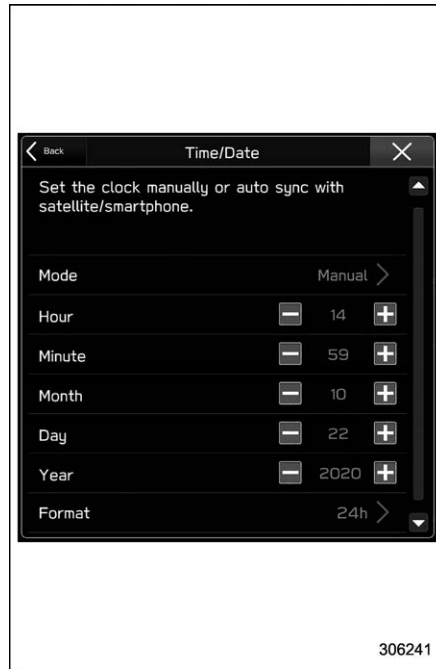 Back Time/Date
Set the clock manually or auto sync with
satellite/smartphone.
Mode Manual
Hour 14
Minute 59
Month 10
Day 22
Year 2020
Format 24h
306241